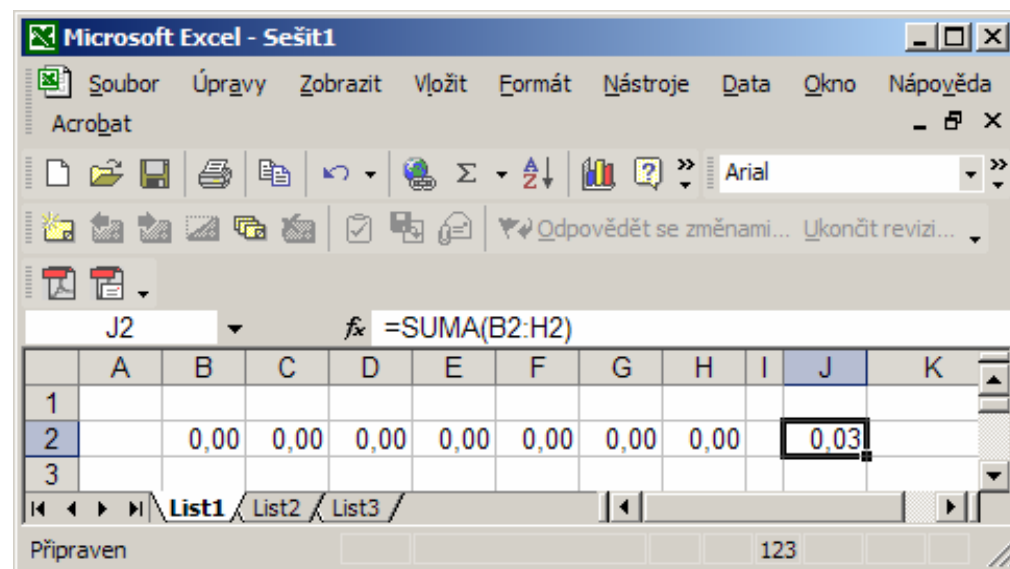 Microsoft Excel - Sešit1
Soubor Úpravy Zobrazit Vložit Formát Nástroje Data Okno Nápověda
Acrobat
Σ A Z ? » Arial »
Odpovědět se změnami... Ukončit revizi...
J2 fx =SUMA(B2:H2)
A B C D E F G H I J K
1
2 0,00 0,00 0,00 0,00 0,00 0,00 0,00 0,03
3
List1 List2 List3
Připraven 123